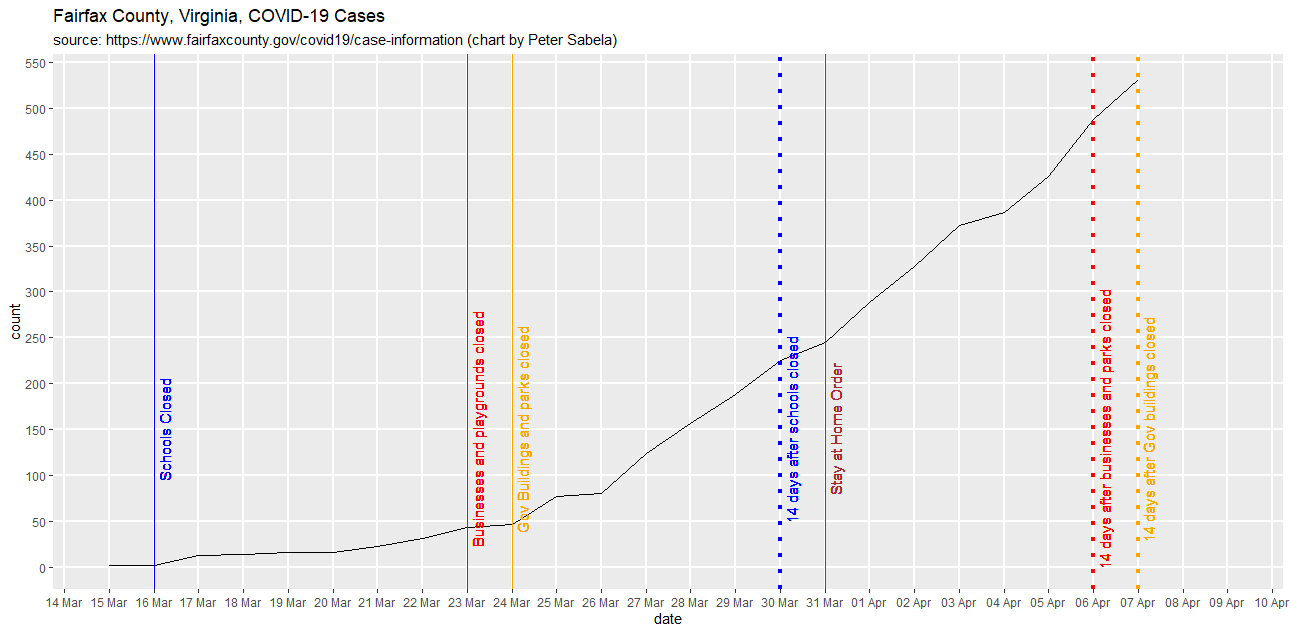 Fairfax County, Virginia, COVID-19 Cases
source: https://www.fairfaxcounty.gov/covid19/case-information (chart by Peter Sabela)
550
500
450
400
350
300
250
200
150
100
50
0
count
Schools Closed
Businesses and playgrounds closed
Gov Buildings and parks closed
14 days after schools closed
Stay at Home Order
14 days after businesses and parks closed
14 days after Gov buildings closed
14 Mar 15 Mar 16 Mar 17 Mar 18 Mar 19 Mar 20 Mar 21 Mar 22 Mar 23 Mar 24 Mar 25 Mar 26 Mar 27 Mar 28 Mar 29 Mar 30 Mar 31 Mar 01 Apr 02 Apr 03 Apr 04 Apr 05 Apr 06 Apr 07 Apr 08 Apr 09 Apr 10 Apr
date